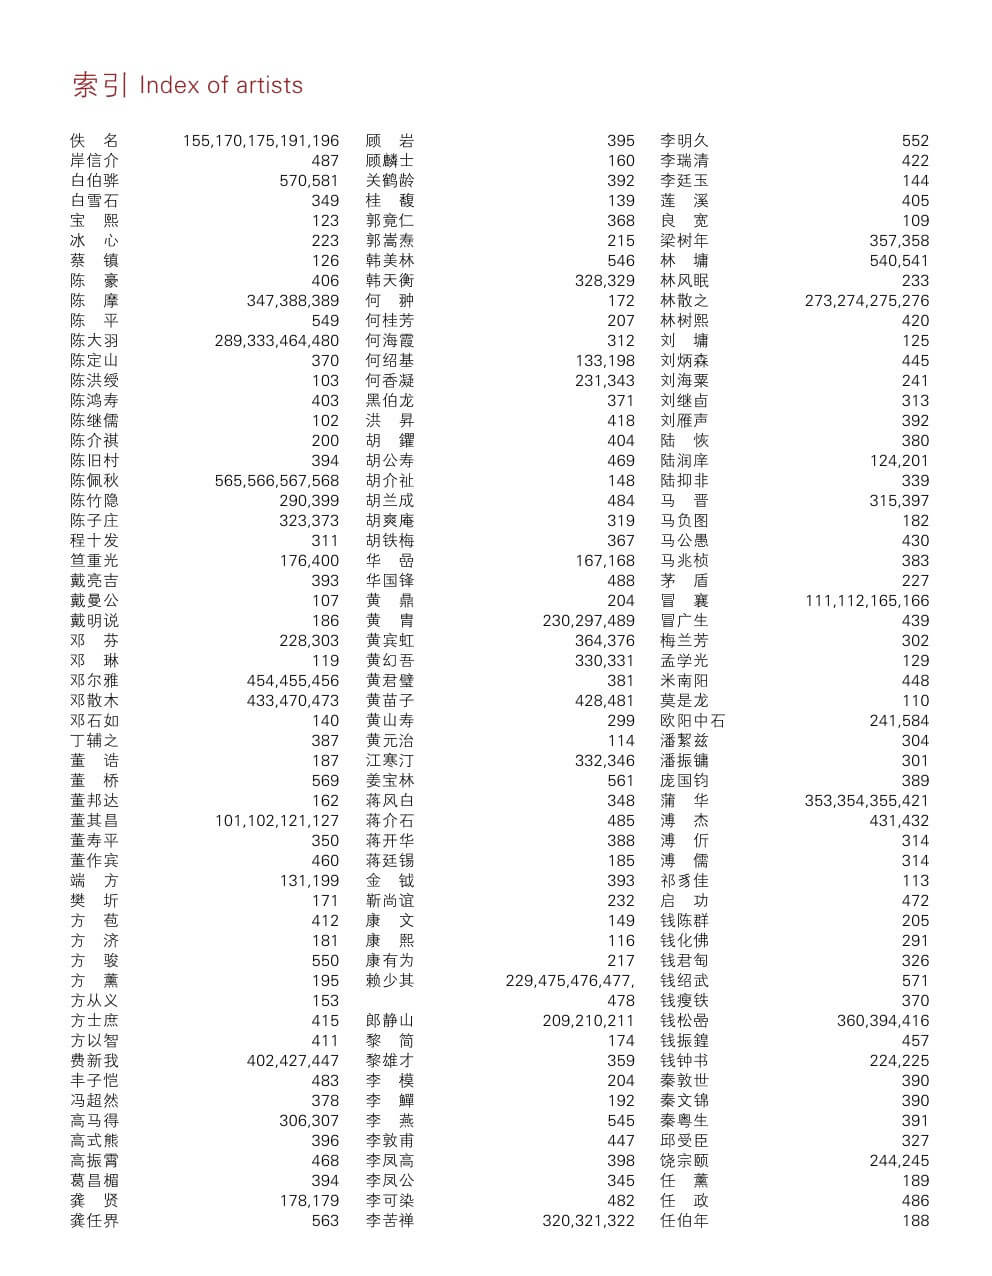 索引 Index of artists
佚　名 155,170,175,191,196
岸信介 487
白伯骅 570,581
白雪石 349
宝　熙 123
冰　心 223
蔡　镇 126
陈　豪 406
陈　摩 347,388,389
陈　平 549
陈大羽 289,333,464,480
陈定山 370
陈洪绶 103
陈鸿寿 403
陈继儒 102
陈介祺 200
陈旧村 394
陈佩秋 565,566,567,568
陈竹隐 290,399
陈子庄 323,373
程十发 311
笪重光 176,400
戴亮吉 393
戴曼公 107
戴明说 186
邓　芬 228,303
邓　琳 119
邓尔雅 454,455,456
邓散木 433,470,473
邓石如 140
丁辅之 387
董　诰 187
董　桥 569
董邦达 162
董其昌 101,102,121,127
董寿平 350
董作宾 460
端　方 131,199
樊　圻 171
方　苞 412
方　济 181
方　骏 550
方　薰 195
方从义 153
方士庶 415
方以智 411
费新我 402,427,447
丰子恺 483
冯超然 378
高马得 306,307
高式熊 396
高振霄 468
葛昌楣 394
龚　贤 178,179
龚任界 563
顾　岩 395
顾麟士 160
关鹤龄 392
桂　馥 139
郭竟仁 368
郭嵩焘 215
韩美林 546
韩天衡 328,329
何　翀 172
何桂芳 207
何海霞 312
何绍基 133,198
何香凝 231,343
黑伯龙 371
洪　昇 418
胡　钁 404
胡公寿 469
胡介祉 148
胡兰成 484
胡爽庵 319
胡铁梅 367
华　嵒 167,168
华国锋 488
黄　鼎 204
黄　胄 230,297,489
黄宾虹 364,376
黄幻吾 330,331
黄君璧 381
黄苗子 428,481
黄山寿 299
黄元治 114
江寒汀 332,346
姜宝林 561
蒋风白 348
蒋介石 485
蒋开华 388
蒋廷锡 185
金　钺 393
靳尚谊 232
康　文 149
康　熙 116
康有为 217
赖少其 229,475,476,477,
478
郎静山 209,210,211
黎　简 174
黎雄才 359
李　模 204
李　鱓 192
李　燕 545
李敦甫 447
李凤高 398
李凤公 345
李可染 482
李苦禅 320,321,322
李明久 552
李瑞清 422
李廷玉 144
莲　溪 405
良　宽 109
梁树年 357,358
林　墉 540,541
林风眠 233
林散之 273,274,275,276
林树熙 420
刘　墉 125
刘炳森 445
刘海粟 241
刘继卣 313
刘雁声 392
陆　恢 380
陆润庠 124,201
陆抑非 339
马　晋 315,397
马负图 182
马公愚 430
马兆桢 383
茅　盾 227
冒　襄 111,112,165,166
冒广生 439
梅兰芳 302
孟学光 129
米南阳 448
莫是龙 110
欧阳中石 241,584
潘絜兹 304
潘振镛 301
庞国钧 389
蒲　华 353,354,355,421
溥　杰 431,432
溥　伒 314
溥　儒 314
祁豸佳 113
启　功 472
钱陈群 205
钱化佛 291
钱君匋 326
钱绍武 571
钱瘦铁 370
钱松嵒 360,394,416
钱振鍠 457
钱钟书 224,225
秦敦世 390
秦文锦 390
秦粤生 391
邱受臣 327
饶宗颐 244,245
任　薰 189
任　政 486
任伯年 188